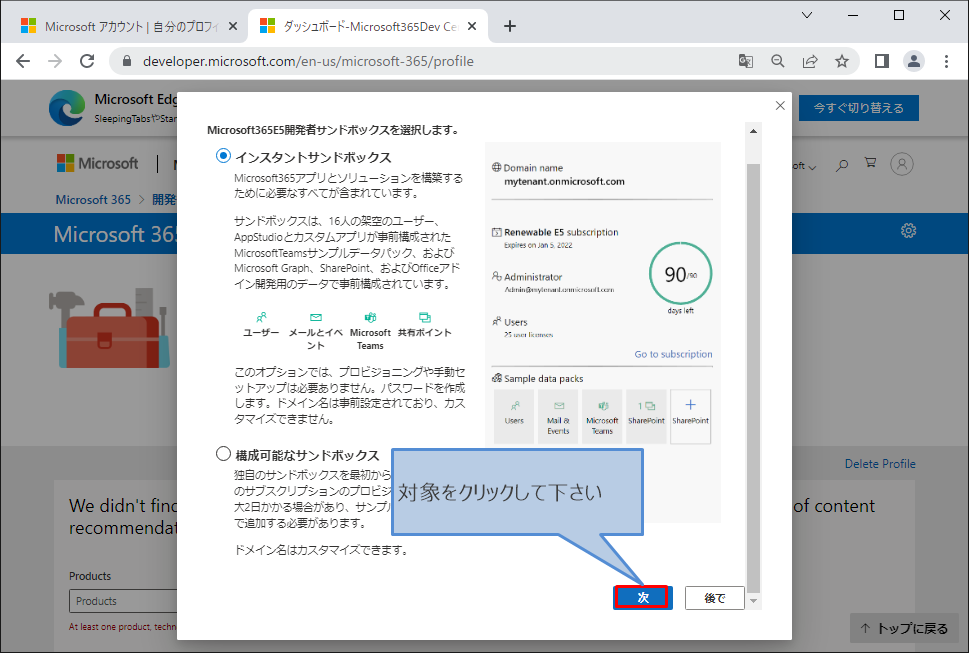 Microsoft アカウント | 自分のプロフィ
ダッシュボード-Microsoft365Dev Ce
developer.microsoft.com/en-us/microsoft-365/profile
Microsoft Edg
SleepingTabsやStar
今すぐ切り替える
Microsoft
oft
Microsoft 365 > 開発
Microsoft 365
Microsoft365E5開発者サンドボックスを選択します。
インスタントサンドボックス
Microsoft365アプリとソリューションを構築する
ために必要なすべてが含まれています。
サンドボックスは、16人の架空のユーザー、
AppStudioとカスタムアプリが事前構成された
MicrosoftTeamsサンプルデータパック、および
Microsoft Graph、SharePoint、およびOfficeアド
イン開発用のデータで事前構成されています。
ユーザー
メールとイベ
ント
Microsoft
Teams
共有ポイント
このオプションでは、プロビジョニングや手動セ
ットアップは必要ありません。パスワードを作成
します。ドメイン名は事前設定されており、カス
タマイズできません。
構成可能なサンドボックス
独自のサンドボックスを最初から
のサブスクリプションのプロビジ
大2日かかる場合があり、サンプル
で追加する必要があります。
ドメイン名はカスタマイズできます。
Domain name
mytenant.onmicrosoft.com
Renewable E5 subscription
Expires on Jan 5, 2022
Administrator
Admin@mytenant.onmicrosoft.com
Users
25 user licenses
90/90
days left
Go to subscription
Sample data packs
Users
Mail &
Events
Microsoft
Teams
1
SharePoint
SharePoint
対象をクリックして下さい
次
後で
Delete Profile
We didn't find
of content
recommendat
Products
Products
At least one product, techn
↑ トップに戻る